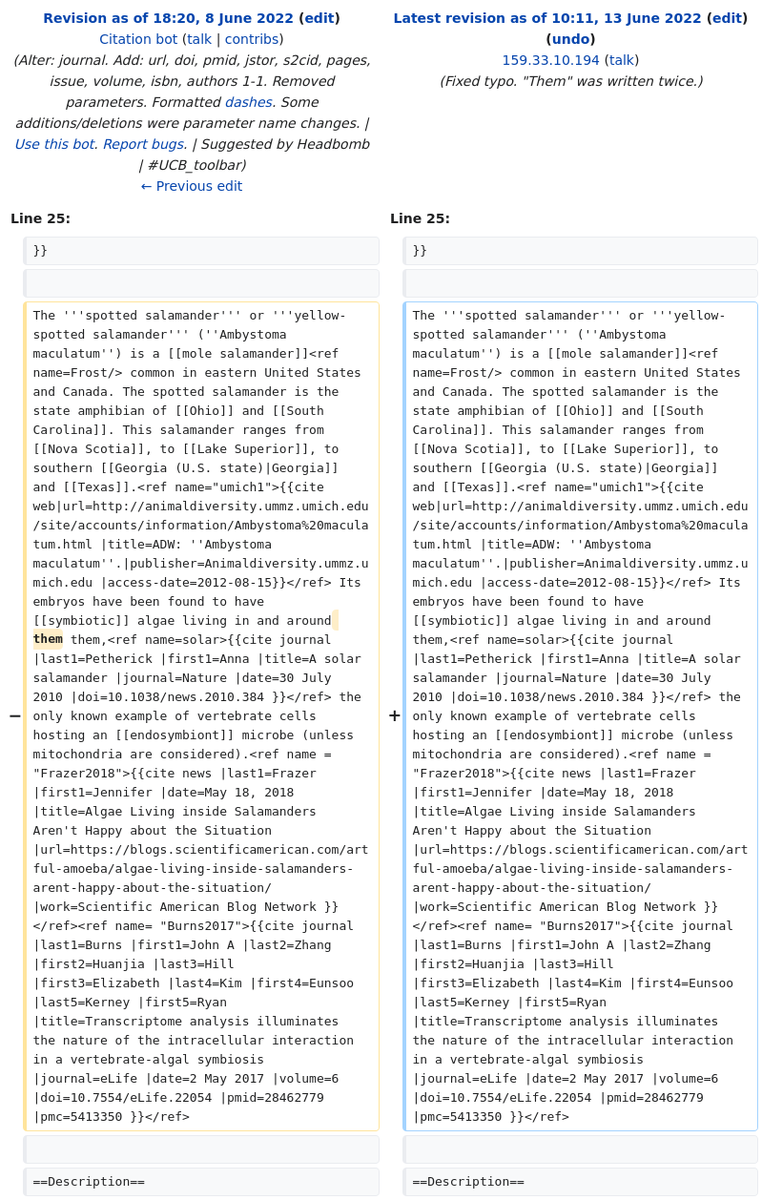 Revision as of 18:20, 8 June 2022 (edit)
Citation bot (talk | contribs)
(Alter: journal. Add: url, doi, pmid, jstor, s2cid, pages,
issue, volume, isbn, authors 1-1. Removed
parameters. Formatted dashes. Some
additions/deletions were parameter name changes. |
Use this bot. Report bugs. | Suggested by Headbomb
| #UCB_toolbar)
← Previous edit
Latest revision as of 10:11, 13 June 2022 (edit)
(undo)
159.33.10.194 (talk)
(Fixed typo. "Them" was written twice.)
Line 25:
}}
The '''spotted salamander''' or '''yellow-
spotted salamander''' (''Ambystoma
maculatum'') is a [[mole salamander]]<ref
name=Frost/> common in eastern United States
and Canada. The spotted salamander is the
state amphibian of [[Ohio]] and [[South
Carolina]]. This salamander ranges from
[[Nova Scotia]], to [[Lake Superior]], to
southern [[Georgia (U.S. state)|Georgia]]
and [[Texas]].<ref name="umich1">{{cite
web|url=http://animaldiversity.ummz.umich.edu
/site/accounts/information/Ambystoma%20macula
tum.html |title=ADW: ''Ambystoma
maculatum''.|publisher=Animaldiversity.ummz.u
mich.edu |access-date=2012-08-15}}</ref> Its
embryos have been found to have
[[symbiotic]] algae living in and around
them them,<ref name=solar>{{cite journal
|last1=Petherick |first1=Anna |title=A solar
salamander |journal=Nature |date=30 July
2010 |doi=10.1038/news.2010.384 }}</ref> the
− only known example of vertebrate cells
hosting an [[endosymbiont]] microbe (unless
mitochondria are considered).<ref name =
"Frazer2018">{{cite news |last1=Frazer
|first1=Jennifer |date=May 18, 2018
|title=Algae Living inside Salamanders
Aren't Happy about the Situation
|url=https://blogs.scientificamerican.com/art
ful-amoeba/algae-living-inside-salamanders-
arent-happy-about-the-situation/
|work=Scientific American Blog Network }}
</ref><ref name= "Burns2017">{{cite journal
|last1=Burns |first1=John A |last2=Zhang
|first2=Huanjia |last3=Hill
|first3=Elizabeth |last4=Kim |first4=Eunsoo
|last5=Kerney |first5=Ryan
|title=Transcriptome analysis illuminates
the nature of the intracellular interaction
in a vertebrate-algal symbiosis
|journal=eLife |date=2 May 2017 |volume=6
|doi=10.7554/eLife.22054 |pmid=28462779
|pmc=5413350 }}</ref>
==Description==
Line 25:
}}
The '''spotted salamander''' or '''yellow-
spotted salamander''' (''Ambystoma
maculatum'') is a [[mole salamander]]<ref
name=Frost/> common in eastern United States
and Canada. The spotted salamander is the
state amphibian of [[Ohio]] and [[South
Carolina]]. This salamander ranges from
[[Nova Scotia]], to [[Lake Superior]], to
southern [[Georgia (U.S. state)|Georgia]]
and [[Texas]].<ref name="umich1">{{cite
web|url=http://animaldiversity.ummz.umich.edu
/site/accounts/information/Ambystoma%20macula
tum.html |title=ADW: ''Ambystoma
maculatum''.|publisher=Animaldiversity.ummz.u
mich.edu |access-date=2012-08-15}}</ref> Its
embryos have been found to have
[[symbiotic]] algae living in and around
them,<ref name=solar>{{cite journal
|last1=Petherick |first1=Anna |title=A solar
salamander |journal=Nature |date=30 July
2010 |doi=10.1038/news.2010.384 }}</ref> the
+ only known example of vertebrate cells
hosting an [[endosymbiont]] microbe (unless
mitochondria are considered).<ref name =
"Frazer2018">{{cite news |last1=Frazer
|first1=Jennifer |date=May 18, 2018
|title=Algae Living inside Salamanders
Aren't Happy about the Situation
|url=https://blogs.scientificamerican.com/art
ful-amoeba/algae-living-inside-salamanders-
arent-happy-about-the-situation/
|work=Scientific American Blog Network }}
</ref><ref name= "Burns2017">{{cite journal
|last1=Burns |first1=John A |last2=Zhang
|first2=Huanjia |last3=Hill
|first3=Elizabeth |last4=Kim |first4=Eunsoo
|last5=Kerney |first5=Ryan
|title=Transcriptome analysis illuminates
the nature of the intracellular interaction
in a vertebrate-algal symbiosis
|journal=eLife |date=2 May 2017 |volume=6
|doi=10.7554/eLife.22054 |pmid=28462779
|pmc=5413350 }}</ref>
==Description==